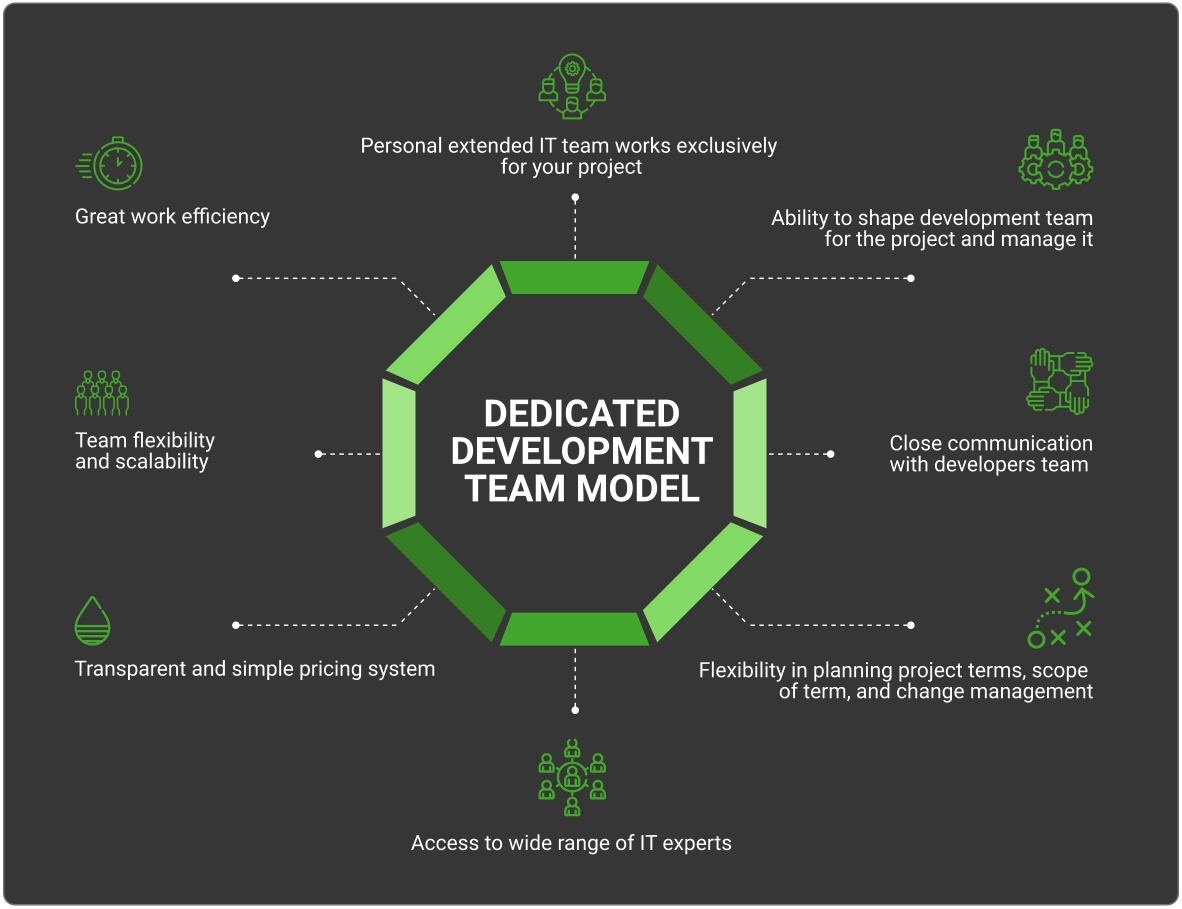 Personal extended IT team works exclusively
for your project
Great work efficiency
Ability to shape development team
for the project and manage it
DEDICATED
DEVELOPMENT
TEAM MODEL
Team flexibility
and scalability
Close communication
with developers team
Transparent and simple pricing system
Flexibility in planning project terms, scope
of term, and change management
Access to wide range of IT experts